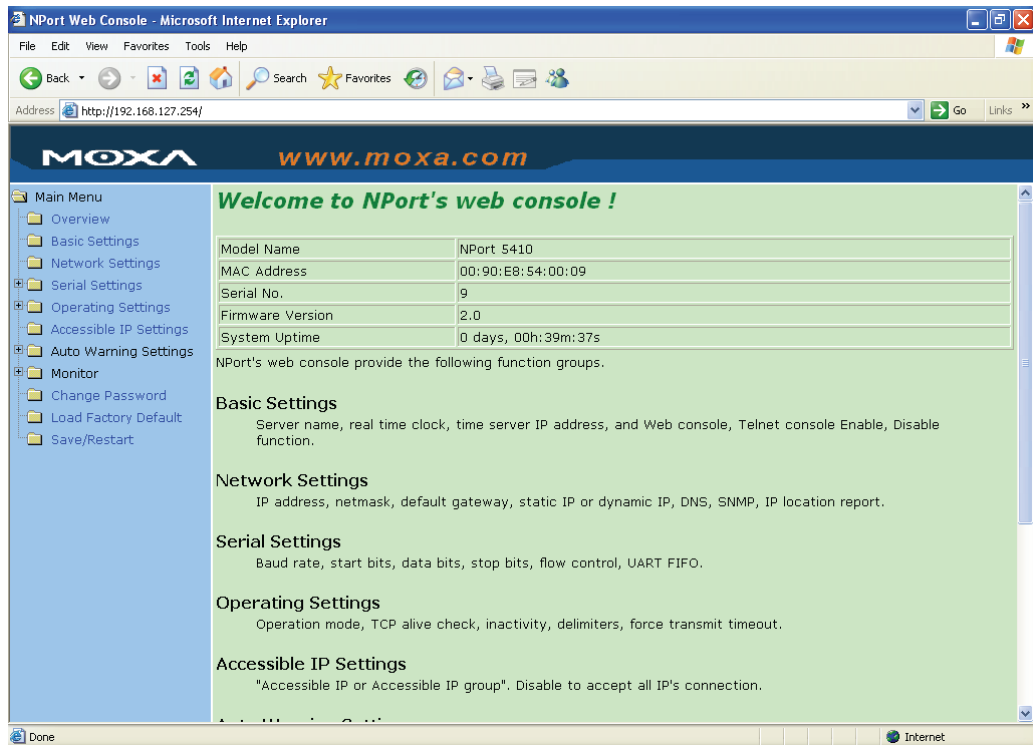 NPort Web Console - Microsoft Internet Explorer
File Edit View Favorites Tools Help
Back Search Favorites
Address http://192.168.127.254/ Go Links »
MOXA www.moxa.com
Main Menu
Overview
Basic Settings
Network Settings
Serial Settings
Operating Settings
Accessible IP Settings
Auto Warning Settings
Monitor
Change Password
Load Factory Default
Save/Restart
Welcome to NPort's web console !
Model Name NPort 5410
MAC Address 00:90:E8:54:00:09
Serial No. 9
Firmware Version 2.0
System Uptime 0 days, 00h:39m:37s
NPort's web console provide the following function groups.
Basic Settings
Server name, real time clock, time server IP address, and Web console, Telnet console Enable, Disable
function.
Network Settings
IP address, netmask, default gateway, static IP or dynamic IP, DNS, SNMP, IP location report.
Serial Settings
Baud rate, start bits, data bits, stop bits, flow control, UART FIFO.
Operating Settings
Operation mode, TCP alive check, inactivity, delimiters, force transmit timeout.
Accessible IP Settings
"Accessible IP or Accessible IP group". Disable to accept all IP's connection.
Done Internet